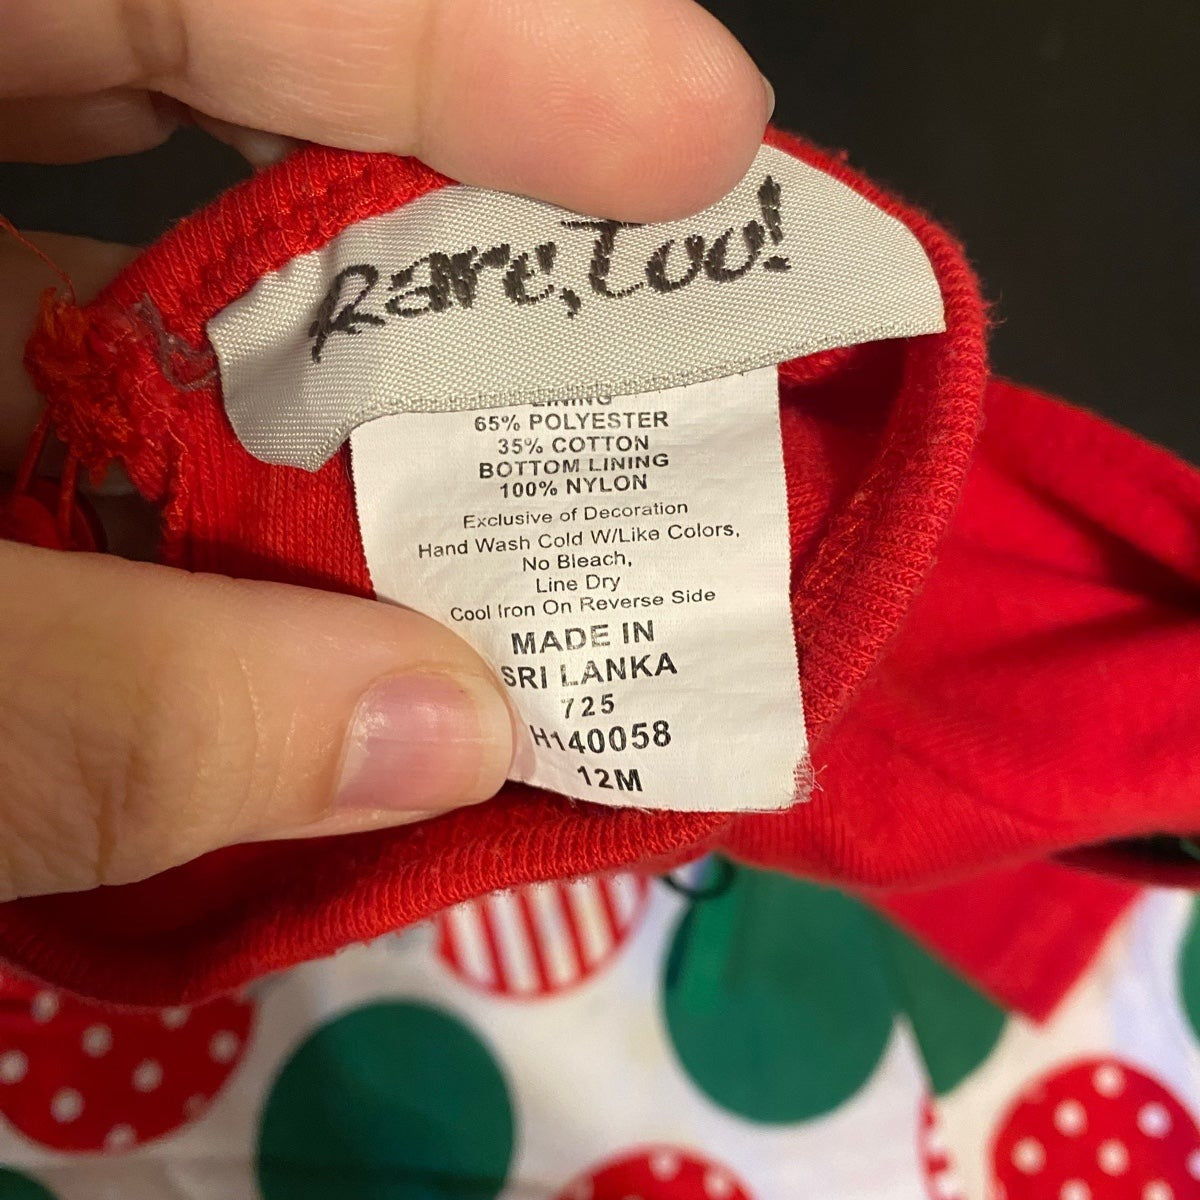 Rare, Too!
LINING
65% POLYESTER
35% COTTON
BOTTOM LINING
100% NYLON
Exclusive of Decoration
Hand Wash Cold W/Like Colors,
No Bleach,
Line Dry
Cool Iron On Reverse Side
MADE IN
SRI LANKA
725
H140058
12M